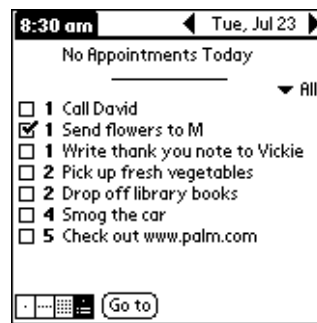 8:30 am Tue, Jul 23
No Appointments Today
All
1 Call David
1 Send flowers to M
1 Write thank you note to Vickie
2 Pick up fresh vegetables
2 Drop off library books
4 Smog the car
5 Check out www.palm.com
Go to